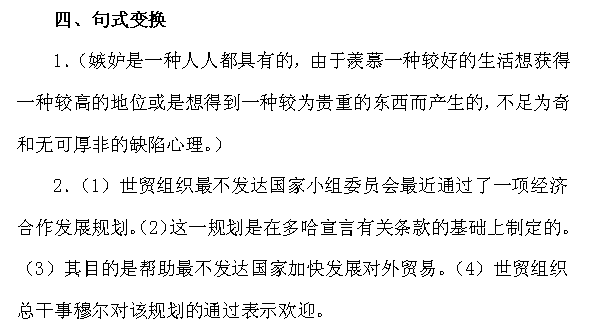 四、句式变换
1.(嫉妒是一种人人都具有的，由于羡慕一种较好的生活想获得
一种较高的地位或是想得到一种较为贵重的东西而产生的，不足为奇
和无可厚非的缺陷心理。)
2.(1)世贸组织最不发达国家小组委员会最近通过了一项经济
合作发展规划。(2)这一规划是在多哈宣言有关条款的基础上制定的。
(3)其目的是帮助最不发达国家加快发展对外贸易。(4)世贸组织
总干事穆尔对该规划的通过表示欢迎。